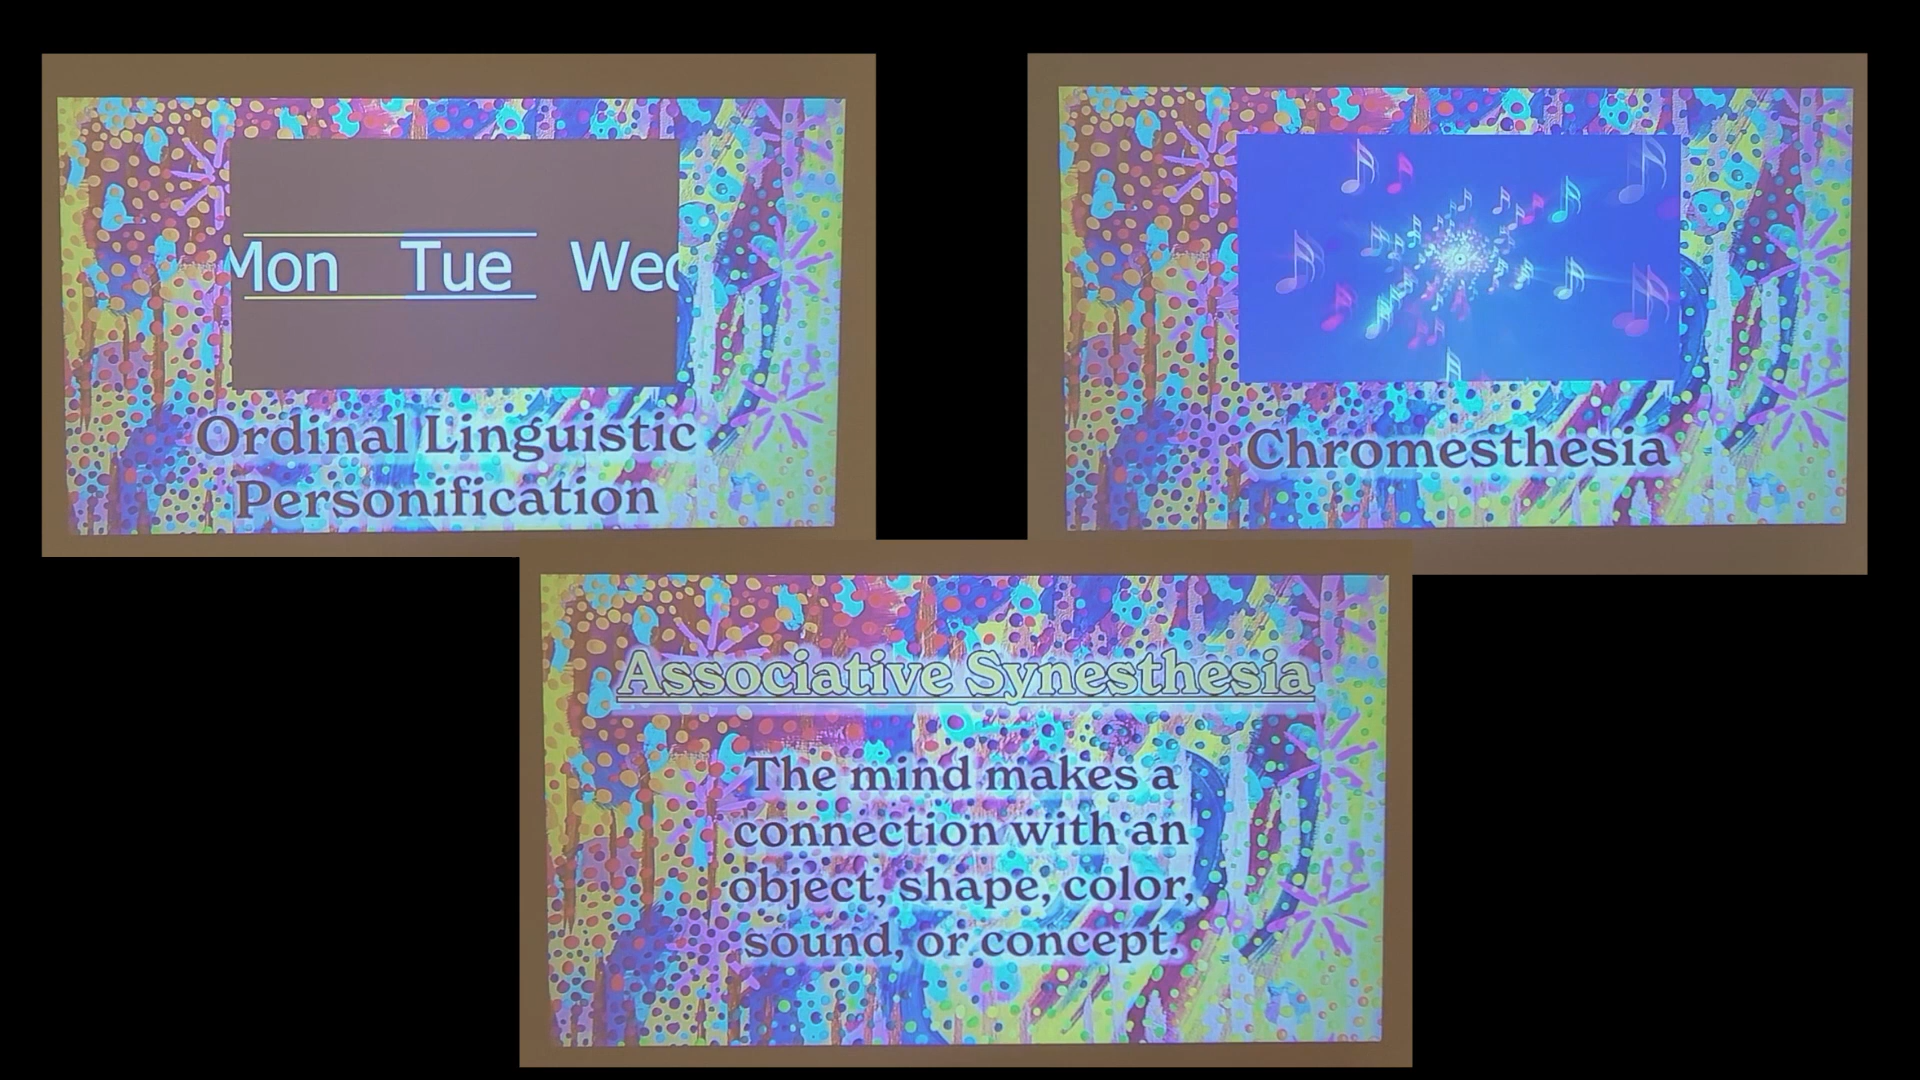 Mon Tue Wed
Ordinal Linguistic
Personification
Chromesthesia
Associative Synesthesia
The mind makes a
connection with an
object, shape, color,
sound, or concept.